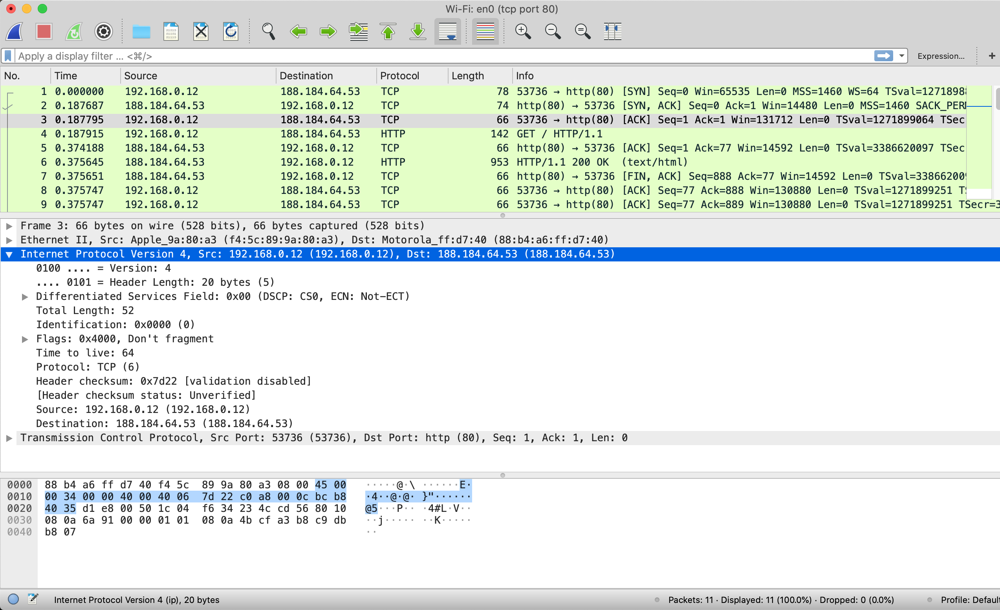 Wi-Fi: en0 (tcp port 80)
Apply a display filter ... <⌘/>
Expression...
+
No. Time Source Destination Protocol Length Info
1 0.000000 192.168.0.12 188.184.64.53 TCP 78 53736 → http(80) [SYN] Seq=0 Win=65535 Len=0 MSS=1460 WS=64 TSval=1271898
2 0.187687 188.184.64.53 192.168.0.12 TCP 74 http(80) → 53736 [SYN, ACK] Seq=0 Ack=1 Win=14480 Len=0 MSS=1460 SACK_PER
3 0.187795 192.168.0.12 188.184.64.53 TCP 66 53736 → http(80) [ACK] Seq=1 Ack=1 Win=131712 Len=0 TSval=1271899064 TSec
4 0.187915 192.168.0.12 188.184.64.53 HTTP 142 GET / HTTP/1.1
5 0.374188 188.184.64.53 192.168.0.12 TCP 66 http(80) → 53736 [ACK] Seq=1 Ack=77 Win=14592 Len=0 TSval=3386620097 TSec
6 0.375645 188.184.64.53 192.168.0.12 HTTP 953 HTTP/1.1 200 OK  (text/html)
7 0.375651 188.184.64.53 192.168.0.12 TCP 66 http(80) → 53736 [FIN, ACK] Seq=888 Ack=77 Win=14592 Len=0 TSval=338662009
8 0.375747 192.168.0.12 188.184.64.53 TCP 66 53736 → http(80) [ACK] Seq=77 Ack=888 Win=130880 Len=0 TSval=1271899251 T
9 0.375747 192.168.0.12 188.184.64.53 TCP 66 53736 → http(80) [ACK] Seq=77 Ack=889 Win=130880 Len=0 TSval=1271899251 TSecr=3
Frame 3: 66 bytes on wire (528 bits), 66 bytes captured (528 bits)
Ethernet II, Src: Apple_9a:80:a3 (f4:5c:89:9a:80:a3), Dst: Motorola_ff:d7:40 (88:b4:a6:ff:d7:40)
Internet Protocol Version 4, Src: 192.168.0.12 (192.168.0.12), Dst: 188.184.64.53 (188.184.64.53)
0100 .... = Version: 4
.... 0101 = Header Length: 20 bytes (5)
Differentiated Services Field: 0x00 (DSCP: CS0, ECN: Not-ECT)
Total Length: 52
Identification: 0x0000 (0)
Flags: 0x4000, Don't fragment
Time to live: 64
Protocol: TCP (6)
Header checksum: 0x7d22 [validation disabled]
[Header checksum status: Unverified]
Source: 192.168.0.12 (192.168.0.12)
Destination: 188.184.64.53 (188.184.64.53)
Transmission Control Protocol, Src Port: 53736 (53736), Dst Port: http (80), Seq: 1, Ack: 1, Len: 0
0000 88 b4 a6 ff d7 40 f4 5c 89 9a 80 a3 08 00 45 00 ·····@·\ ······E·
0010 00 34 00 00 40 00 40 06 7d 22 c0 a8 00 0c bc b8 ·4··@·@· }"······
0020 40 35 d1 e8 00 50 1c 04 f6 34 23 4c cd 56 80 10 @5···P·· ·4#L·V··
0030 08 0a 6a 91 00 00 01 01 08 0a 4b cf a3 b8 c9 db ··j····· ··K·····
0040 b8 07 ··
Internet Protocol Version 4 (ip), 20 bytes
Packets: 11 · Displayed: 11 (100.0%) · Dropped: 0 (0.0%)
Profile: Defaul